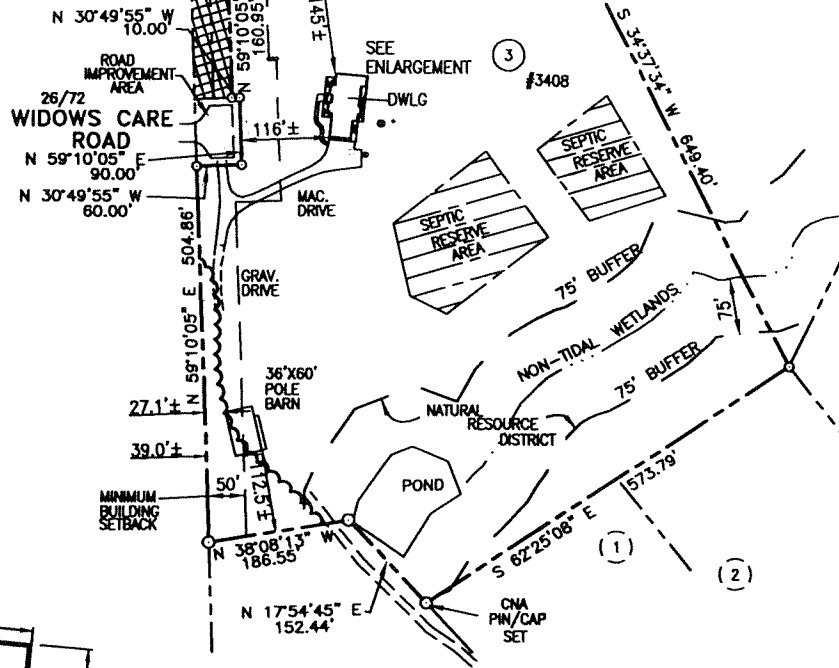 N 30°49'55" W
10.00'
ROAD
IMPROVEMENT
AREA
26/72
WIDOWS CARE
ROAD
N 59°10'05" E
90.00'
N 30°49'55" W
60.00'
N 59°10'05"
160.95'
45'±
SEE
ENLARGEMENT
DWLG
116'±
3
#3408
S 34°37'34" W
649.40'
SEPTIC
RESERVE
AREA
SEPTIC
RESERVE
AREA
MAC.
DRIVE
GRAV.
DRIVE
N 59°10'05" E 504.86'
75' BUFFER
NON-TIDAL WETLANDS
75'
75' BUFFER
36'X60'
POLE
BARN
27.1'±
39.0'±
NATURAL
RESOURCE
DISTRICT
50'
112.5'±
MINIMUM
BUILDING
SETBACK
POND
N 38°08'13" W
186.55'
S 62°25'08" E 573.79'
1
2
N 17°54'45" E
152.44'
CNA
PIN/CAP
SET